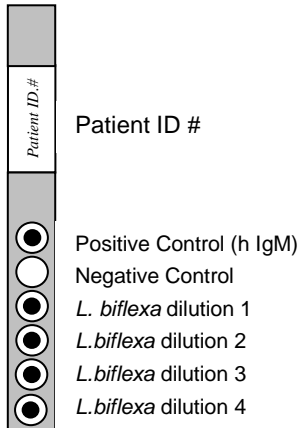 Patient ID.#
Patient ID #
Positive Control (h IgM)
Negative Control
L. biflexa dilution 1
L.biflexa dilution 2
L.biflexa dilution 3
L.biflexa dilution 4